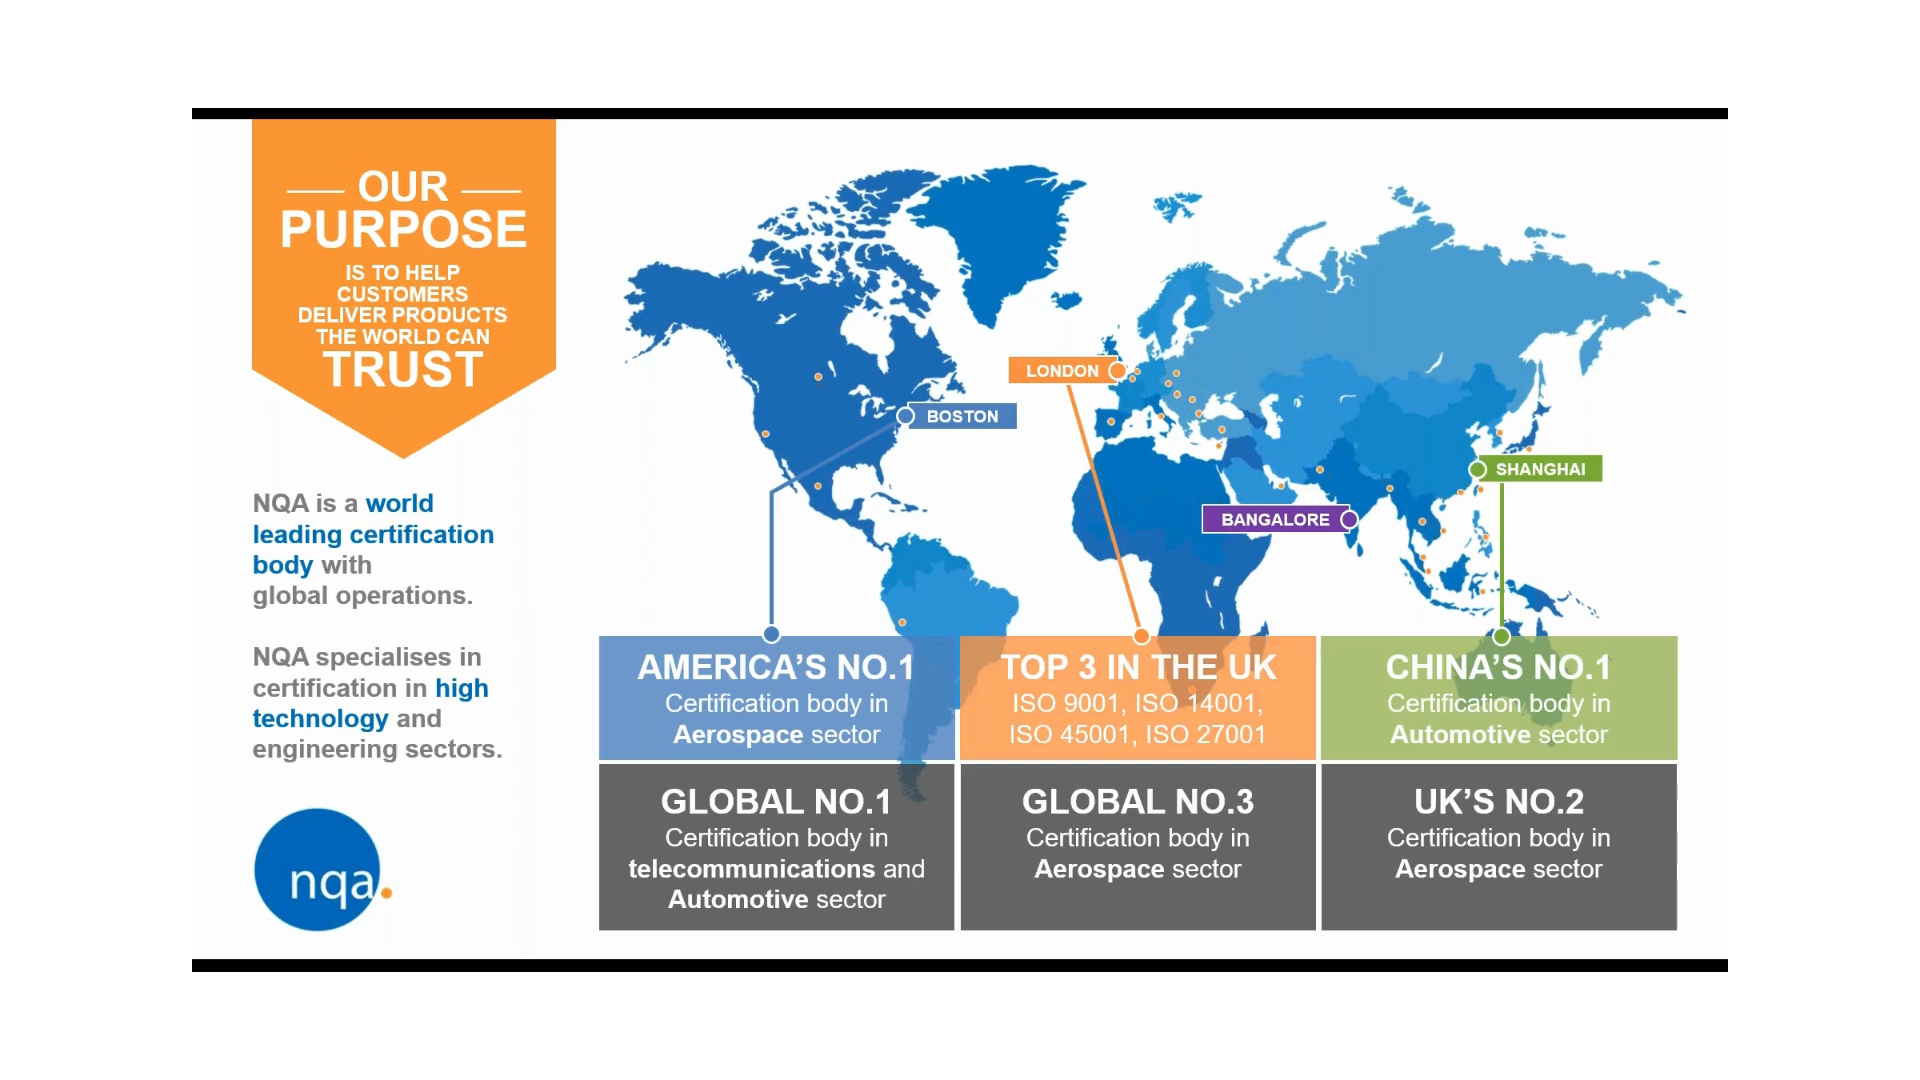 OUR
PURPOSE
IS TO HELP
CUSTOMERS
DELIVER PRODUCTS
THE WORLD CAN
TRUST
NQA is a world
leading certification
body with
global operations.
NQA specialises in
certification in high
technology and
engineering sectors.
nqa.
LONDON
BOSTON
SHANGHAI
BANGALORE
AMERICA'S NO.1
Certification body in
Aerospace sector
TOP 3 IN THE UK
ISO 9001, ISO 14001,
ISO 45001, ISO 27001
CHINA'S NO.1
Certification body in
Automotive sector
GLOBAL NO.1
Certification body in
telecommunications and
Automotive sector
GLOBAL NO.3
Certification body in
Aerospace sector
UK'S NO.2
Certification body in
Aerospace sector